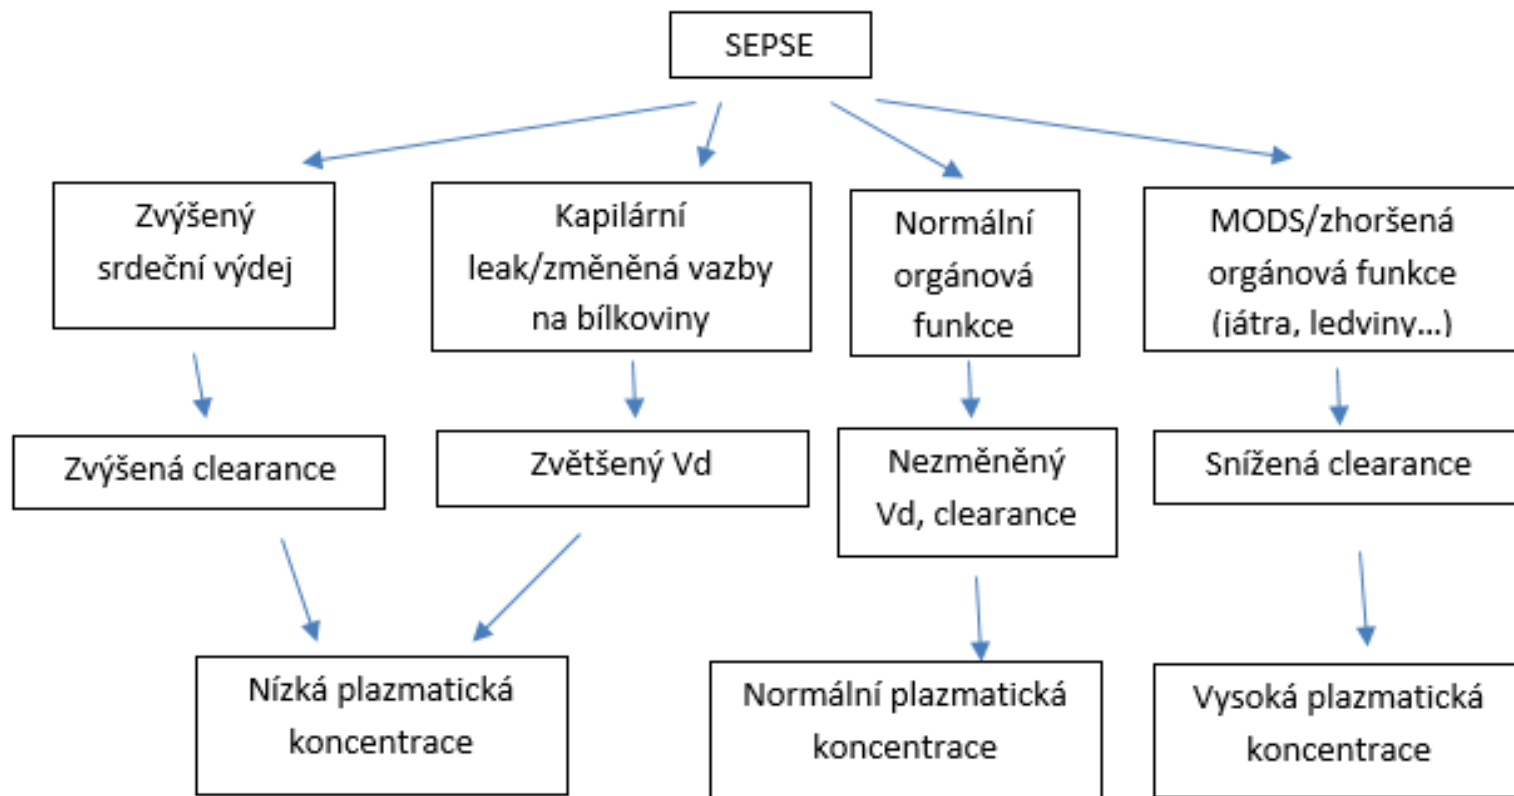 SEPSE
Zvýšený
srdeční výdej
Kapilární
leak/změněná vazby
na bílkoviny
Normální
orgánová
funkce
MODS/zhoršená
orgánová funkce
(játra, ledviny…)
Zvýšená clearance
Zvětšený Vd
Nezměněný
Vd, clearance
Snížená clearance
Nízká plazmatická
koncentrace
Normální plazmatická
koncentrace
Vysoká plazmatická
koncentrace